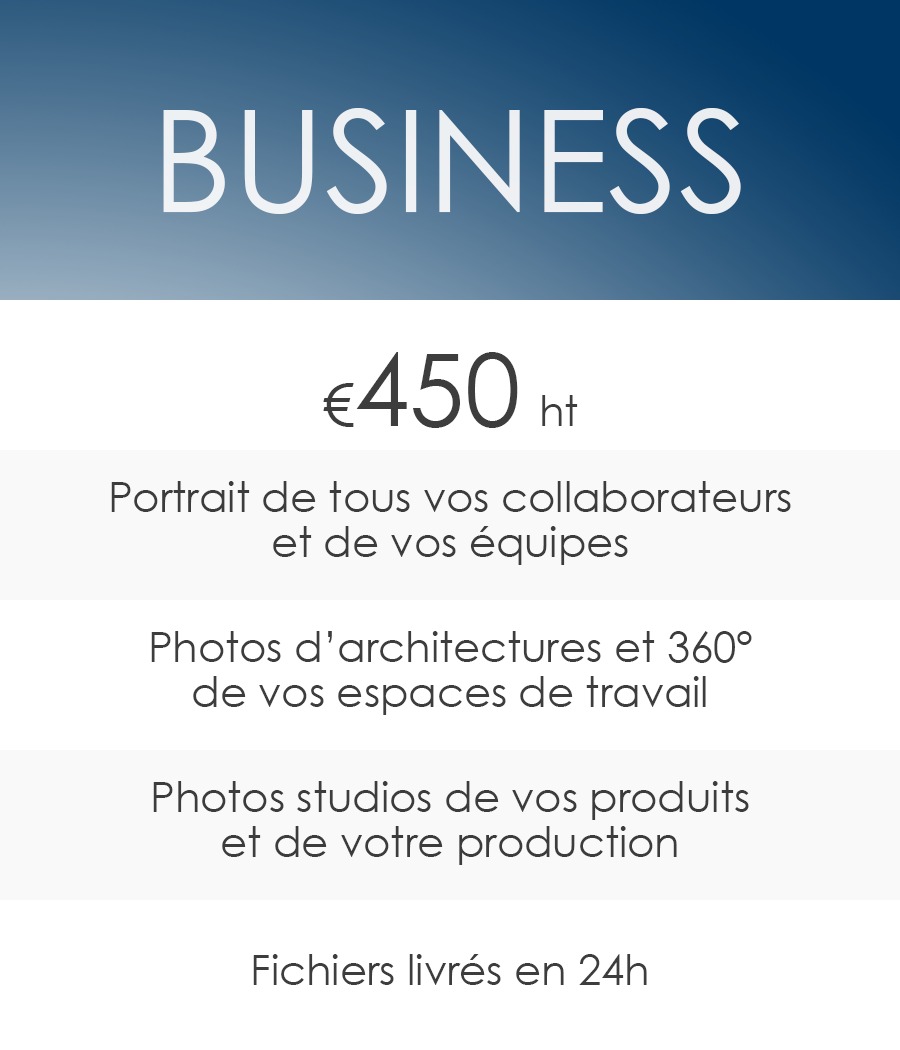 BUSINESS
€450 ht
Portrait de tous vos collaborateurs
et de vos équipes
Photos d’architectures et 360°
de vos espaces de travail
Photos studios de vos produits
et de votre production
Fichiers livrés en 24h